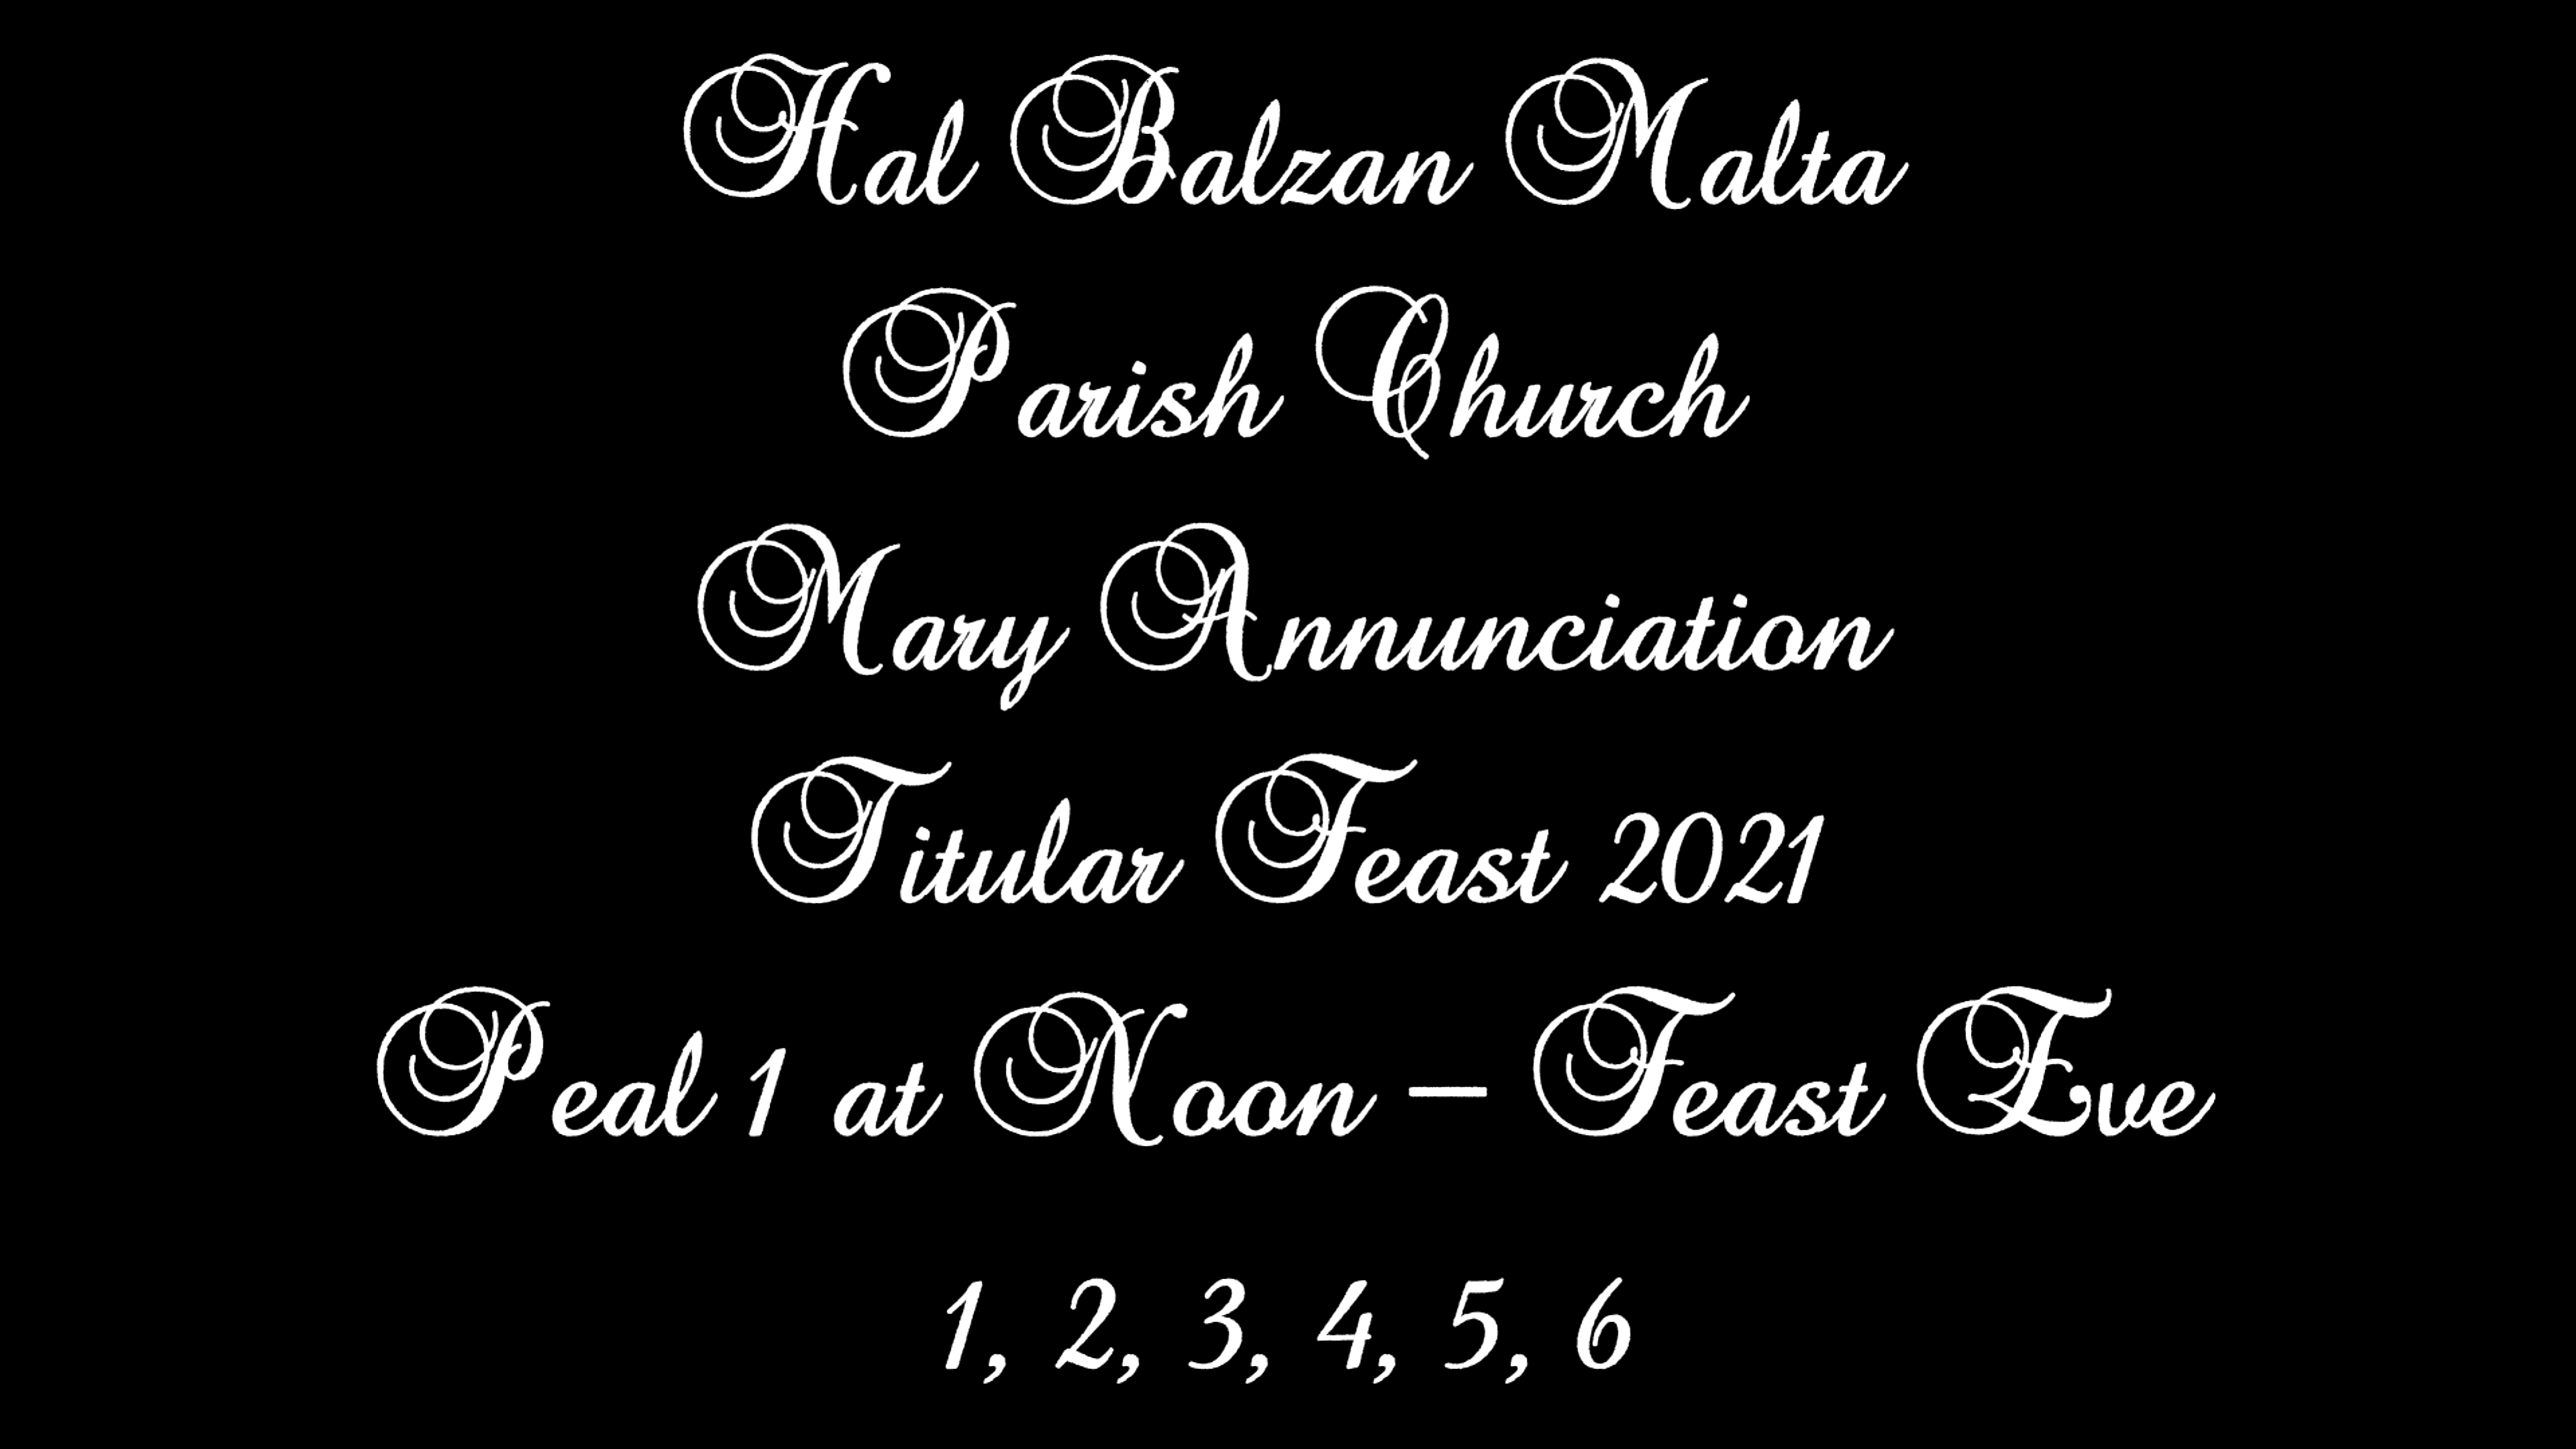 Hal Balzan Malta
Parish Church
Mary Annunciation
Titular Feast 2021
Peal 1 at Noon – Feast Eve
1, 2, 3, 4, 5, 6